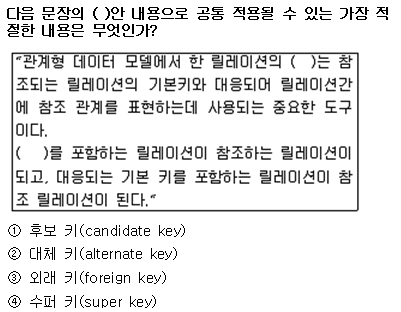 다음 문장의 ( )안 내용으로 공통 적용될 수 있는 가장 적
절한 내용은 무엇인가?
"관계형 데이터 모델에서 한 릴레이션의 ( )는 참
조되는 릴레이션의 기본키와 대응되어 릴레이션간
에 참조 관계를 표현하는데 사용되는 중요한 도구
이다.
( )를 포함하는 릴레이션이 참조하는 릴레이션이
되고, 대응되는 기본 키를 포함하는 릴레이션이 참
조 릴레이션이 된다."
① 후보 키(candidate key)
② 대체 키(alternate key)
③ 외래 키(foreign key)
④ 수퍼 키(super key)